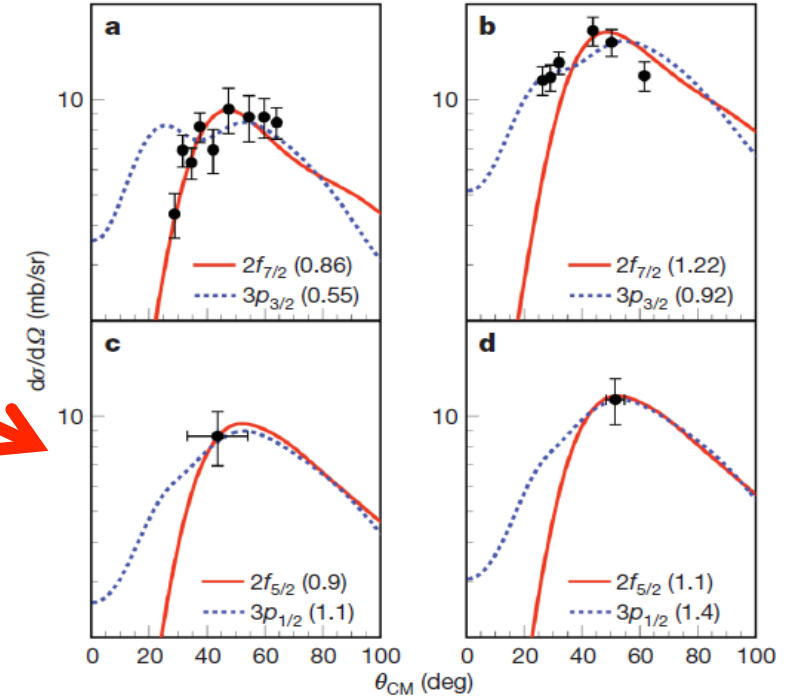 a
10
2f7/2 (0.86)
3p3/2 (0.55)
b
10
2f7/2 (1.22)
3p3/2 (0.92)
dσ/dΩ (mb/sr)
c
10
2f5/2 (0.9)
3p1/2 (1.1)
0 20 40 60 80 100
d
10
2f5/2 (1.1)
3p1/2 (1.4)
0 20 40 60 80 100
θCM (deg)